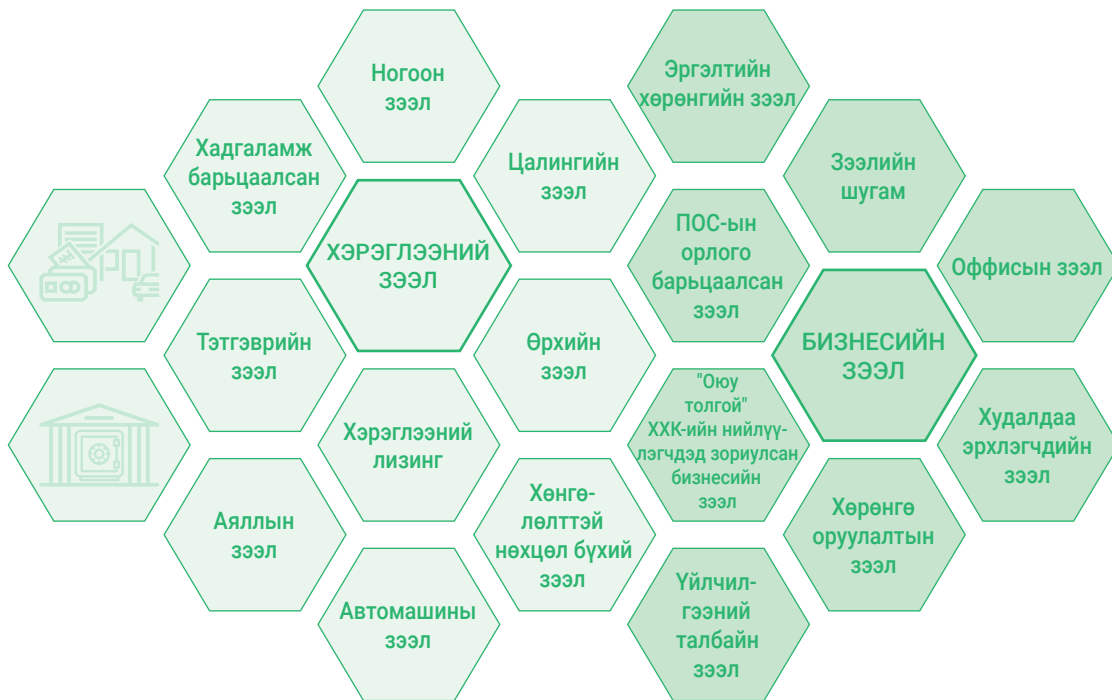 Ногоон
зээл
Хадгаламж
барьцаалсан
зээл
Цалингийн
зээл
ХЭРЭГЛЭЭНИЙ
ЗЭЭЛ
Тэтгэврийн
зээл
Өрхийн
зээл
Хэрэглээний
лизинг
Аяллын
зээл
Хөнгө-
лөлттэй
нөхцөл бүхий
зээл
Автомашины
зээл
Эргэлтийн
хөрөнгийн зээл
Зээлийн
шугам
ПОС-ын
орлого
барьцаалсан
зээл
Оффисын зээл
БИЗНЕСИЙН
ЗЭЭЛ
"Оюу
толгой"
ХХК-ийн нийлүү-
лэгчдэд зориулсан
бизнесийн
зээл
Худалдаа
эрхлэгчдийн
зээл
Хөрөнгө
оруулалтын
зээл
Үйлчил-
гээний
талбайн
зээл